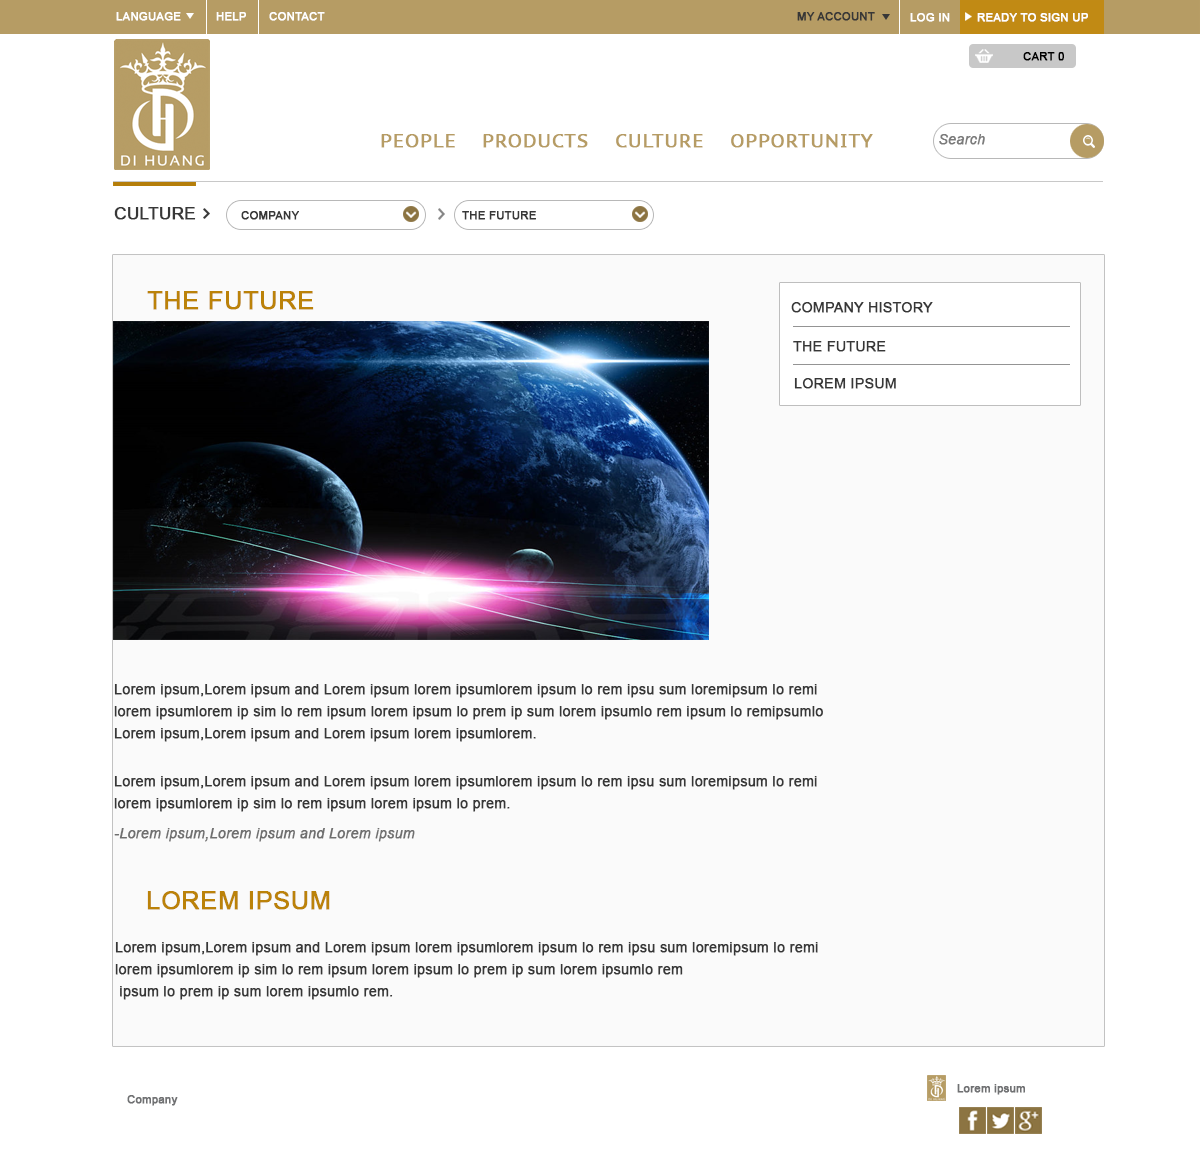 LANGUAGE HELP CONTACT MY ACCOUNT LOG IN READY TO SIGN UP
CART 0
DI HUANG
PEOPLE PRODUCTS CULTURE OPPORTUNITY Search
CULTURE COMPANY THE FUTURE
THE FUTURE
COMPANY HISTORY
THE FUTURE
LOREM IPSUM
Lorem ipsum,Lorem ipsum and Lorem ipsum lorem ipsumlorem ipsum lo rem ipsu sum loremipsum lo remi
lorem ipsumlorem ip sim lo rem ipsum lorem ipsum lo prem ip sum lorem ipsumlo rem ipsum lo remipsumlo
Lorem ipsum,Lorem ipsum and Lorem ipsum lorem ipsumlorem.
Lorem ipsum,Lorem ipsum and Lorem ipsum lorem ipsumlorem ipsum lo rem ipsu sum loremipsum lo remi
lorem ipsumlorem ip sim lo rem ipsum lorem ipsum lo prem.
-Lorem ipsum,Lorem ipsum and Lorem ipsum
LOREM IPSUM
Lorem ipsum,Lorem ipsum and Lorem ipsum lorem ipsumlorem ipsum lo rem ipsu sum loremipsum lo remi
lorem ipsumlorem ip sim lo rem ipsum lorem ipsum lo prem ip sum lorem ipsumlo rem
ipsum lo prem ip sum lorem ipsumlo rem.
Company
Lorem ipsum